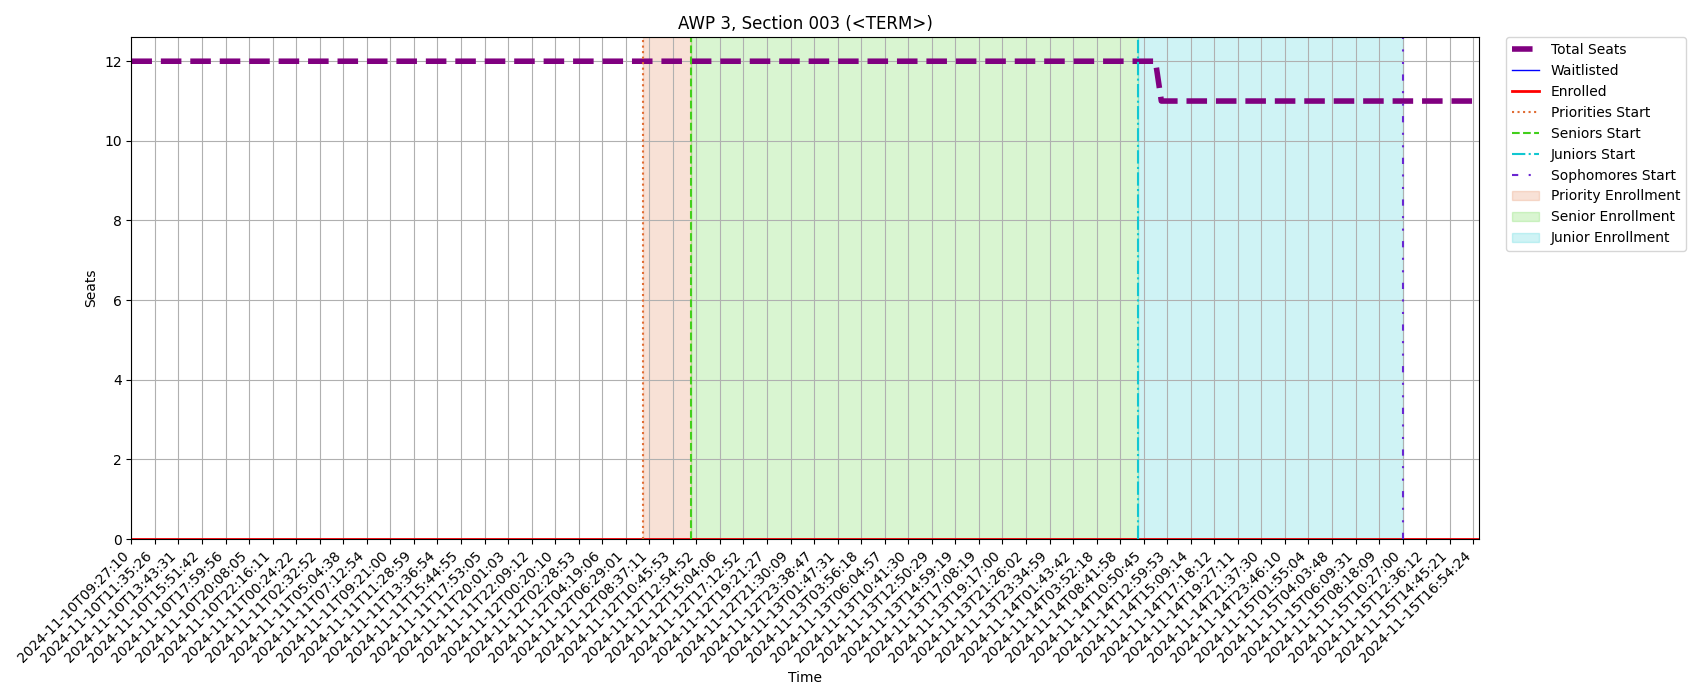 AWP 3, Section 003 (<TERM>)
Total Seats
Waitlisted
Enrolled
Priorities Start
Seniors Start
Juniors Start
Sophomores Start
Priority Enrollment
Senior Enrollment
Junior Enrollment
Seats
12
10
8
6
4
2
0
2024-11-10T09:27:10
2024-11-10T11:35:26
2024-11-10T13:43:31
2024-11-10T15:51:42
2024-11-10T17:59:56
2024-11-10T20:08:05
2024-11-10T22:16:11
2024-11-11T00:24:22
2024-11-11T02:32:52
2024-11-11T05:04:38
2024-11-11T07:12:54
2024-11-11T09:21:00
2024-11-11T11:28:59
2024-11-11T13:36:54
2024-11-11T15:44:55
2024-11-11T17:53:05
2024-11-11T20:01:03
2024-11-11T22:09:12
2024-11-12T00:20:10
2024-11-12T02:28:53
2024-11-12T04:19:06
2024-11-12T06:29:01
2024-11-12T08:37:11
2024-11-12T10:45:53
2024-11-12T12:54:52
2024-11-12T15:04:06
2024-11-12T17:12:52
2024-11-12T19:21:27
2024-11-12T21:30:09
2024-11-12T23:38:47
2024-11-13T01:47:31
2024-11-13T03:56:18
2024-11-13T06:04:57
2024-11-13T10:41:30
2024-11-13T12:50:29
2024-11-13T14:59:19
2024-11-13T17:08:19
2024-11-13T19:17:00
2024-11-13T21:26:02
2024-11-13T23:34:59
2024-11-14T01:43:42
2024-11-14T03:52:18
2024-11-14T08:41:58
2024-11-14T10:50:45
2024-11-14T12:59:53
2024-11-14T15:09:14
2024-11-14T17:18:12
2024-11-14T19:27:11
2024-11-14T21:37:30
2024-11-14T23:46:10
2024-11-15T01:55:04
2024-11-15T04:03:48
2024-11-15T06:09:31
2024-11-15T08:18:09
2024-11-15T10:27:00
2024-11-15T12:36:12
2024-11-15T14:45:21
2024-11-15T16:54:24
Time